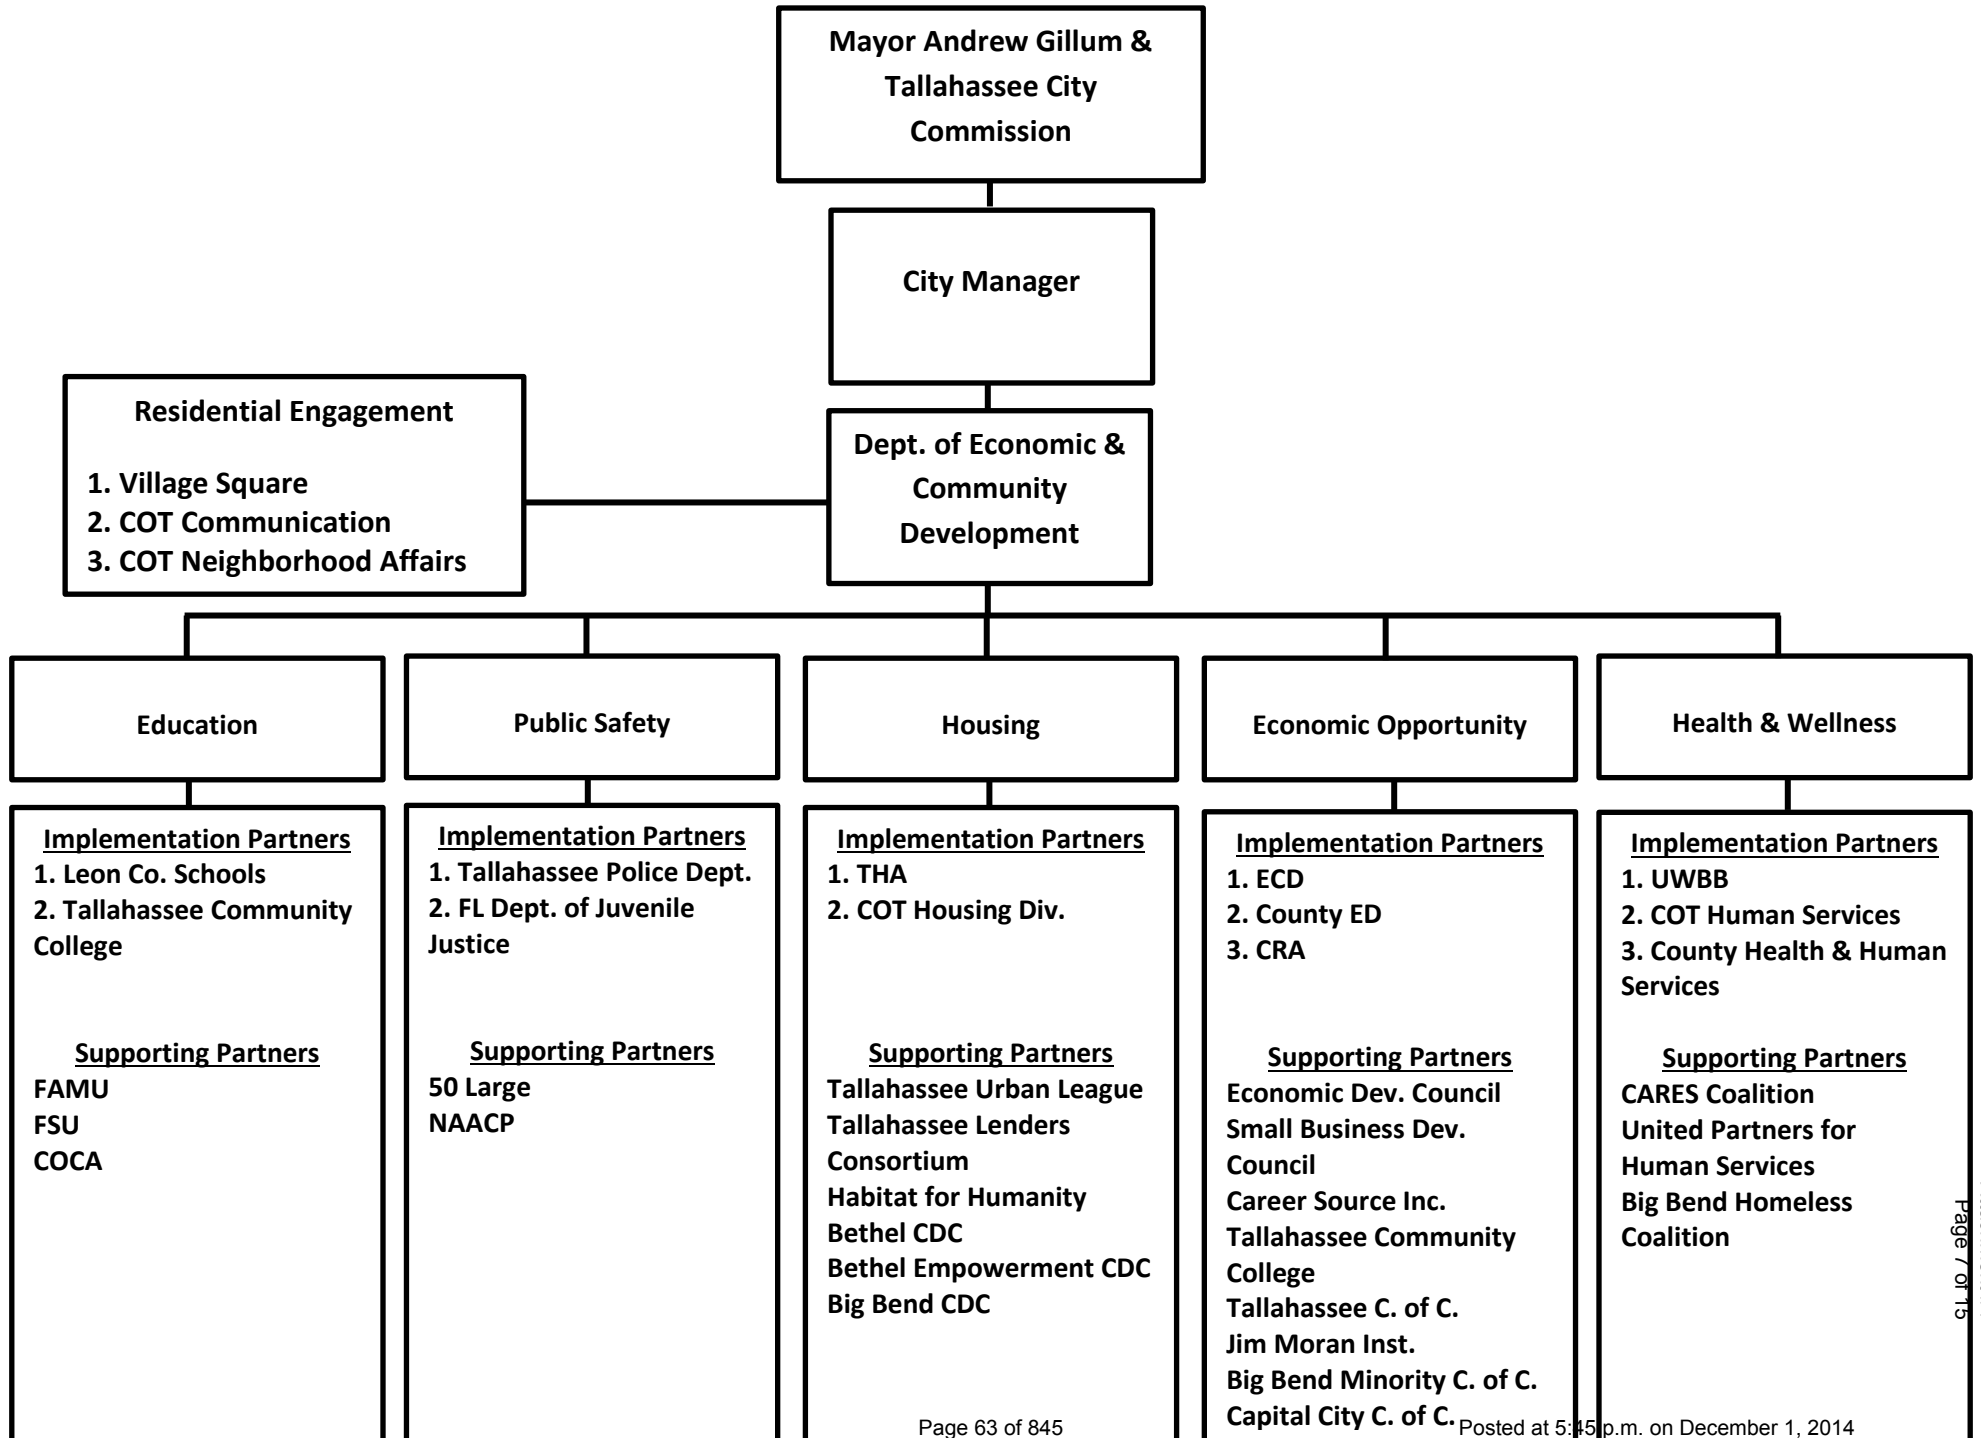 Mayor Andrew Gillum &
Tallahassee City
Commission
City Manager
Residential Engagement
1. Village Square
2. COT Communication
3. COT Neighborhood Affairs
Dept. of Economic &
Community
Development
Education
Public Safety
Housing
Economic Opportunity
Health & Wellness
Implementation Partners
1. Leon Co. Schools
2. Tallahassee Community
College
Supporting Partners
FAMU
FSU
COCA
Implementation Partners
1. Tallahassee Police Dept.
2. FL Dept. of Juvenile
Justice
Supporting Partners
50 Large
NAACP
Implementation Partners
1. THA
2. COT Housing Div.
Supporting Partners
Tallahassee Urban League
Tallahassee Lenders
Consortium
Habitat for Humanity
Bethel CDC
Bethel Empowerment CDC
Big Bend CDC
Implementation Partners
1. ECD
2. County ED
3. CRA
Supporting Partners
Economic Dev. Council
Small Business Dev.
Council
Career Source Inc.
Tallahassee Community
College
Tallahassee C. of C.
Jim Moran Inst.
Big Bend Minority C. of C.
Capital City C. of C.
Implementation Partners
1. UWBB
2. COT Human Services
3. County Health & Human
Services
Supporting Partners
CARES Coalition
United Partners for
Human Services
Big Bend Homeless
Coalition
Page 7 of 15
Page 63 of 845
Posted at 5:45 p.m. on December 1, 2014